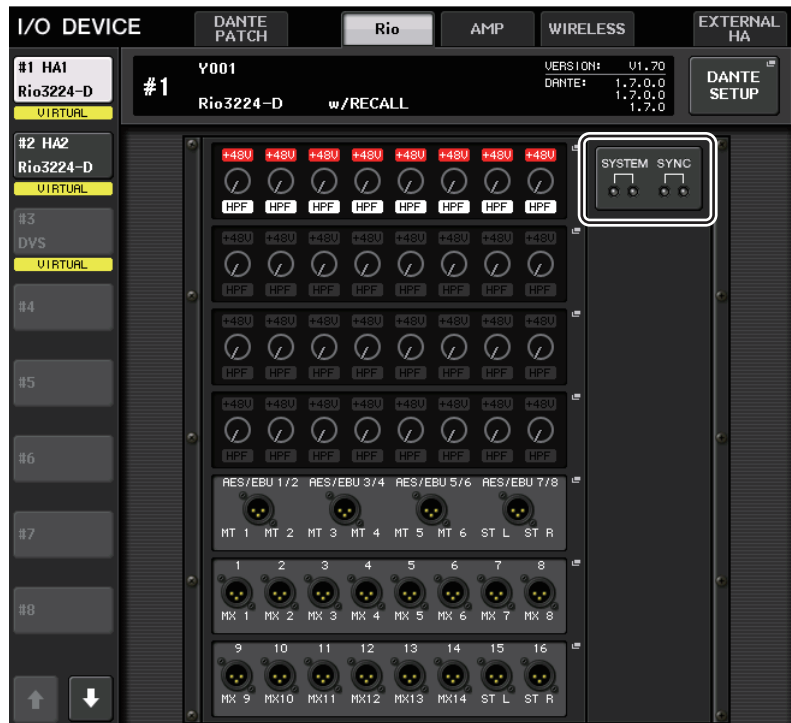 I/O DEVICE
DANTE PATCH
Rio
AMP
WIRELESS
EXTERNAL HA
#1 HA1
Rio3224-D
VIRTUAL
#1
Y001
Rio3224-D w/RECALL
VERSION: V1.70
DANTE: 1.7.0.0
1.7.0.0
1.7.0
DANTE SETUP
#2 HA2
Rio3224-D
VIRTUAL
#3
DVS
VIRTUAL
#4
#5
#6
#7
#8
+48V +48V +48V +48V +48V +48V +48V +48V
HPF HPF HPF HPF HPF HPF HPF HPF
SYSTEM SYNC
+48V +48V +48V +48V +48V +48V +48V +48V
HPF HPF HPF HPF HPF HPF HPF HPF
+48V +48V +48V +48V +48V +48V +48V +48V
HPF HPF HPF HPF HPF HPF HPF HPF
+48V +48V +48V +48V +48V +48V +48V +48V
HPF HPF HPF HPF HPF HPF HPF HPF
AES/EBU 1/2 AES/EBU 3/4 AES/EBU 5/6 AES/EBU 7/8
MT 1 MT 2 MT 3 MT 4 MT 5 MT 6 ST L ST R
1 2 3 4 5 6 7 8
MX 1 MX 2 MX 3 MX 4 MX 5 MX 6 MX 7 MX 8
9 10 11 12 13 14 15 16
MX 9 MX10 MX11 MX12 MX13 MX14 ST L ST R